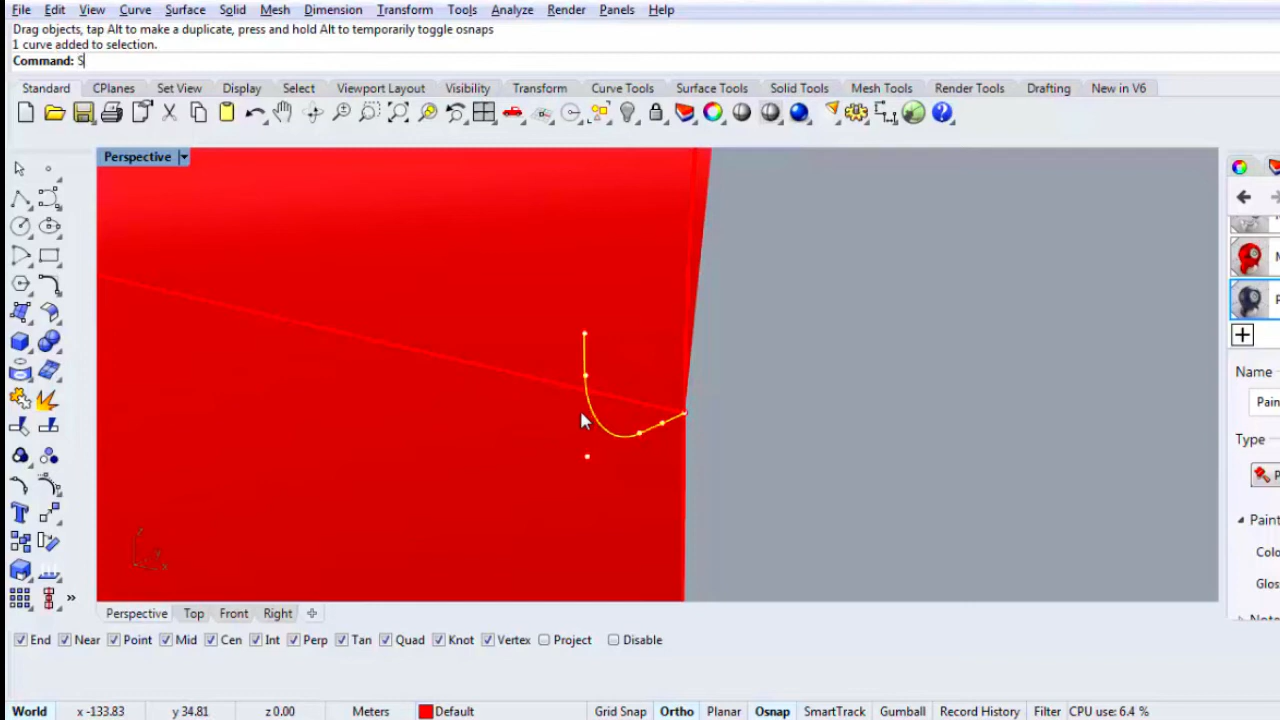 File Edit View Curve Surface Solid Mesh Dimension Transform Tools Analyze Render Panels Help
Drag objects, tap Alt to make a duplicate, press and hold Alt to temporarily toggle osnaps
1 curve added to selection.
Command: S
Standard CPlanes Set View Display Select Viewport Layout Visibility Transform Curve Tools Surface Tools Solid Tools Mesh Tools Render Tools Drafting New in V6
Perspective
Name
Pain
Type
P
Paint
Colo
Glos
z
y
x
Perspective Top Front Right
End Near Point Mid Cen Int Perp Tan Quad Knot Vertex Project Disable
World x -133.83 y 34.81 z 0.00 Meters Default Grid Snap Ortho Planar Osnap SmartTrack Gumball Record History Filter CPU use: 6.4 %